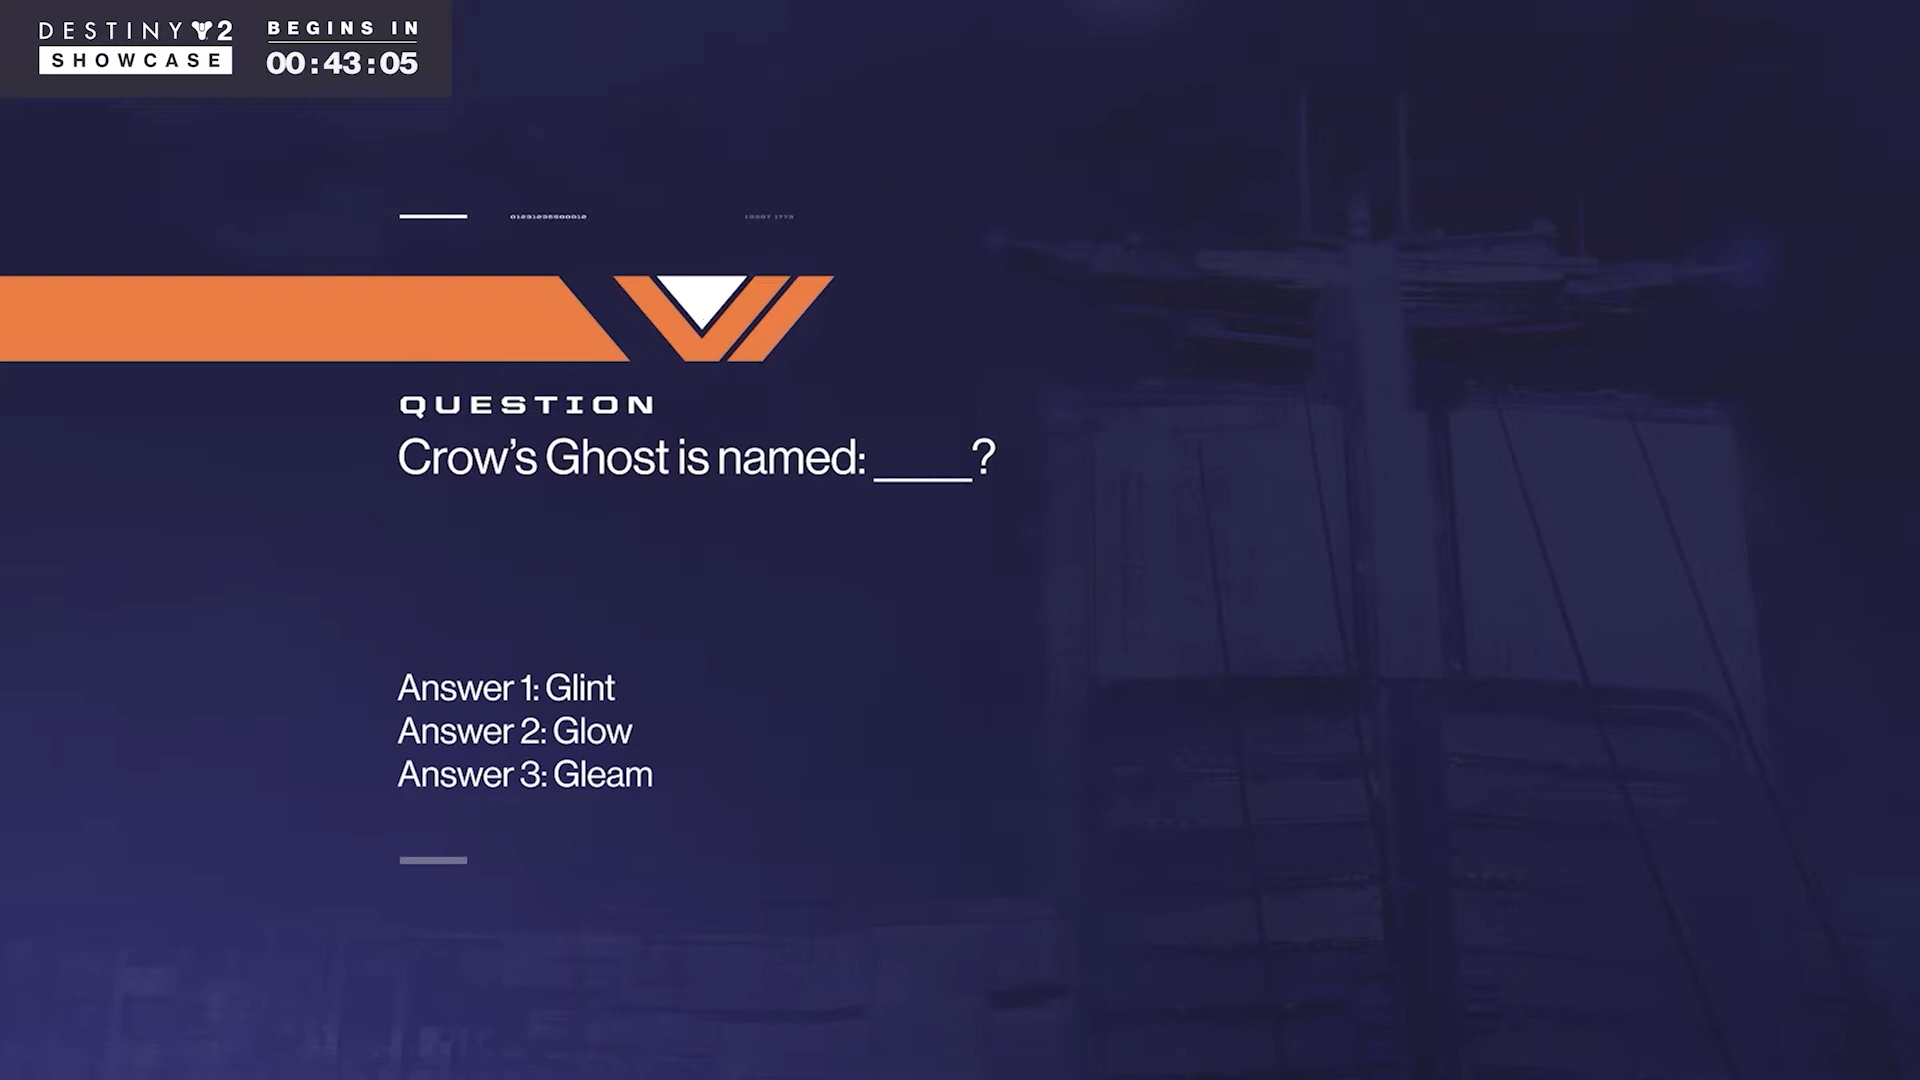 DESTINY 2
SHOWCASE
BEGINS IN
00:43:05
QUESTION
Crow’s Ghost is named: _____?
Answer 1: Glint
Answer 2: Glow
Answer 3: Gleam